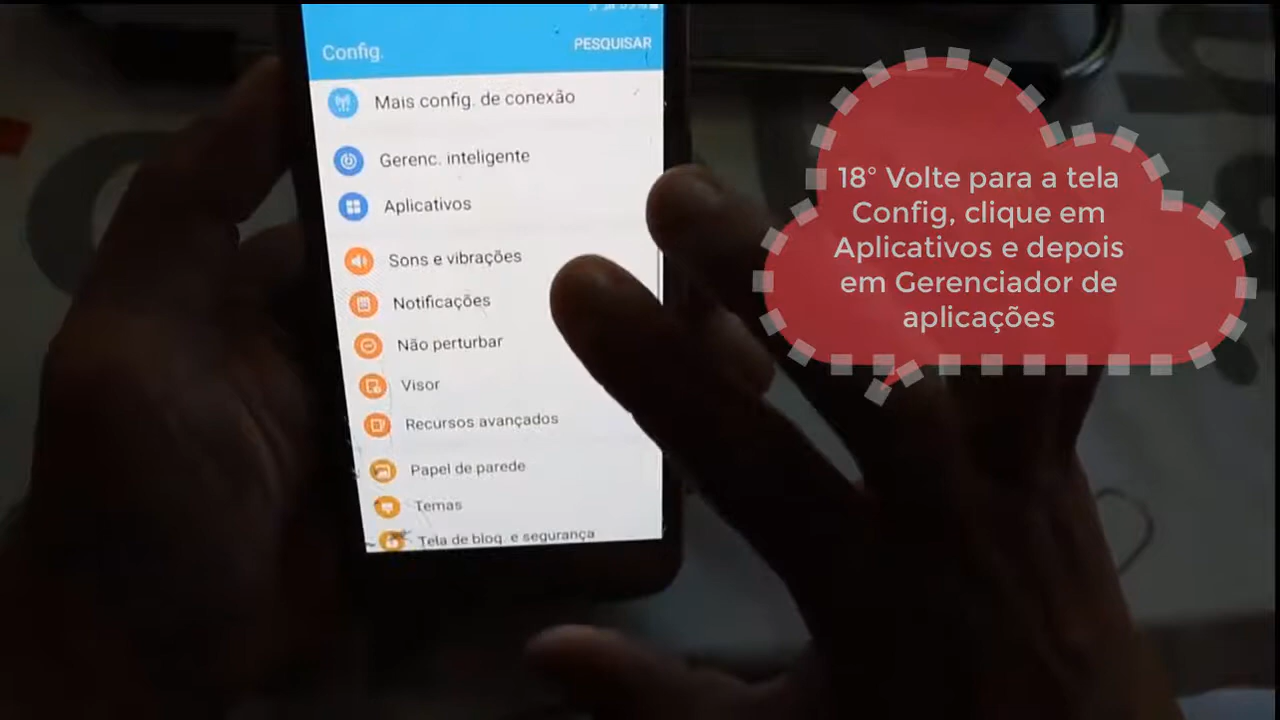 Config.
PESQUISAR
Mais config. de conexão
Gerenc. inteligente
Aplicativos
Sons e vibrações
Notificações
Não perturbar
Visor
Recursos avançados
Papel de parede
Temas
Tela de bloq. e segurança
18° Volte para a tela
Config, clique em
Aplicativos e depois
em Gerenciador de
aplicações